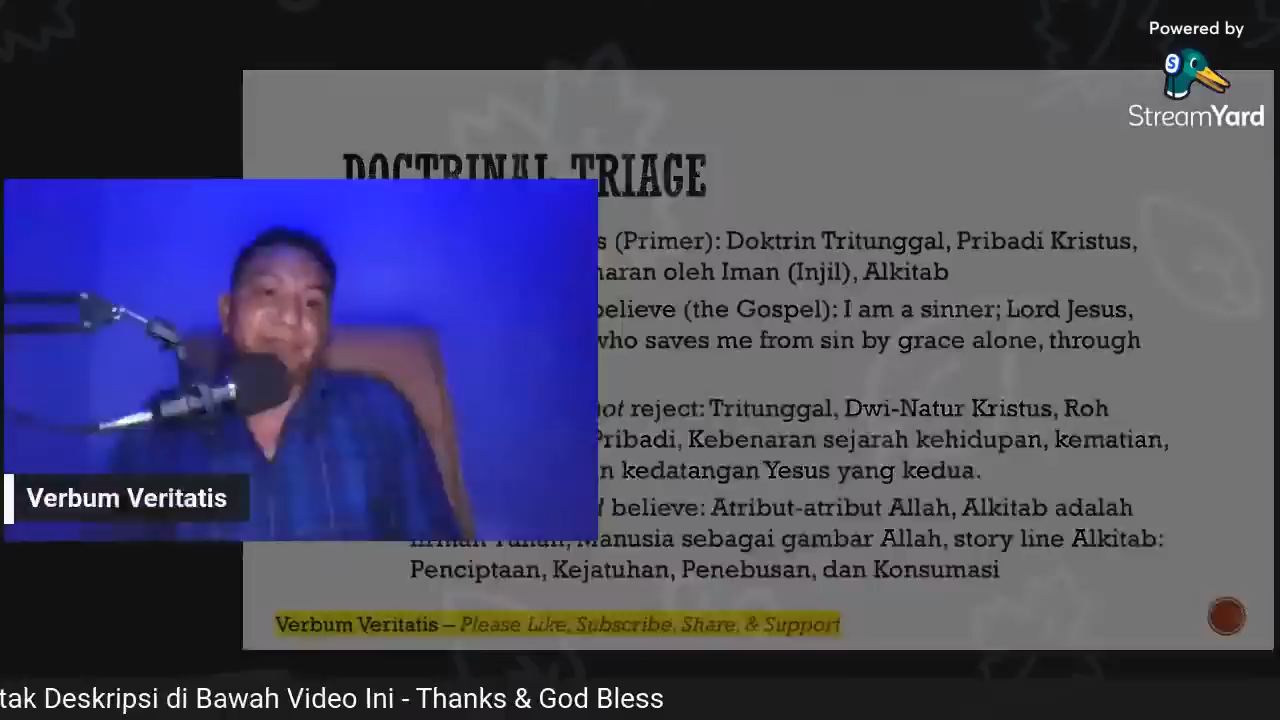 Powered by
StreamYard
DOCTRINAL TRIAGE
(Primer): Doktrin Tritunggal, Pribadi Kristus,
oleh Iman (Injil), Alkitab
believe (the Gospel): I am a sinner; Lord Jesus,
who saves me from sin by grace alone, through
reject: Tritunggal, Dwi-Natur Kristus, Roh
Pribadi, Kebenaran sejarah kehidupan, kematian,
kedatangan Yesus yang kedua.
believe: Atribut-atribut Allah, Alkitab adalah
Manusia sebagai gambar Allah, story line Alkitab:
Penciptaan, Kejatuhan, Penebusan, dan Konsumasi
Verbum Veritatis
Verbum Veritatis – Please Like, Subscribe, Share, & Support
tak Deskripsi di Bawah Video Ini - Thanks & God Bless